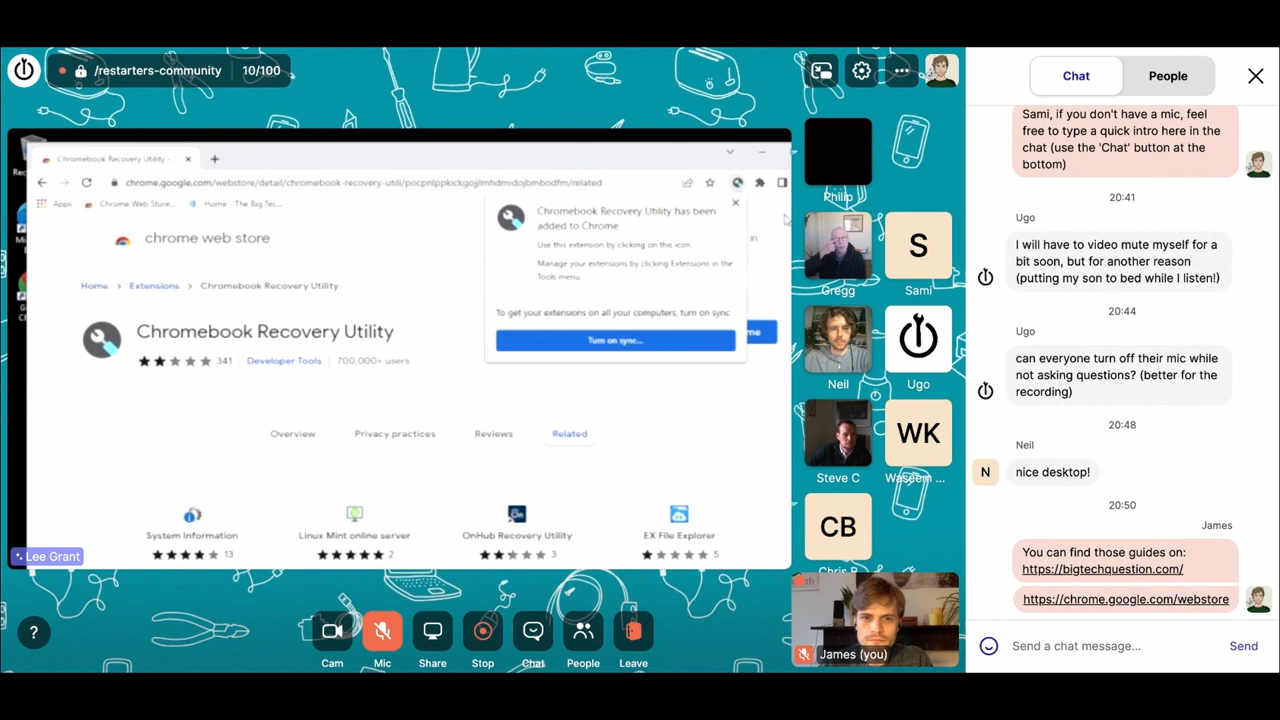 /restarters-community
10/100
Chromebook Recovery Utility -
chrome.google.com/webstore/detail/chromebook-recovery-utili/pocpnlppkickgojjlmhdmidojbmbodfm/related
Apps
Chrome Web Store...
Home - The Big Tec...
chrome web store
Home
Extensions
Chromebook Recovery Utility
Chromebook Recovery Utility
341
Developer Tools
700,000+ users
Chromebook Recovery Utility has been
added to Chrome
Use this extension by clicking on this icon.
Manage your extensions by clicking Extensions in the
Tools menu.
To get your extensions on all your computers, turn on sync
Turn on sync...
Overview
Privacy practices
Reviews
Related
System Information
13
Linux Mint online server
2
OnHub Recovery Utility
3
EX File Explorer
5
Lee Grant
Philip
Gregg
S
Sami
Neil
Ugo
Steve C
WK
Waseem ...
CB
Chris B
James (you)
?
Cam
Mic
Share
Stop
Chat
People
Leave
Chat
People
Sami, if you don't have a mic, feel
free to type a quick intro here in the
chat (use the 'Chat' button at the
bottom)
20:41
Ugo
I will have to video mute myself for a
bit soon, but for another reason
(putting my son to bed while I listen!)
20:44
Ugo
can everyone turn off their mic while
not asking questions? (better for the
recording)
20:48
Neil
N
nice desktop!
20:50
James
You can find those guides on:
https://bigtechquestion.com/
https://chrome.google.com/webstore
Send a chat message...
Send